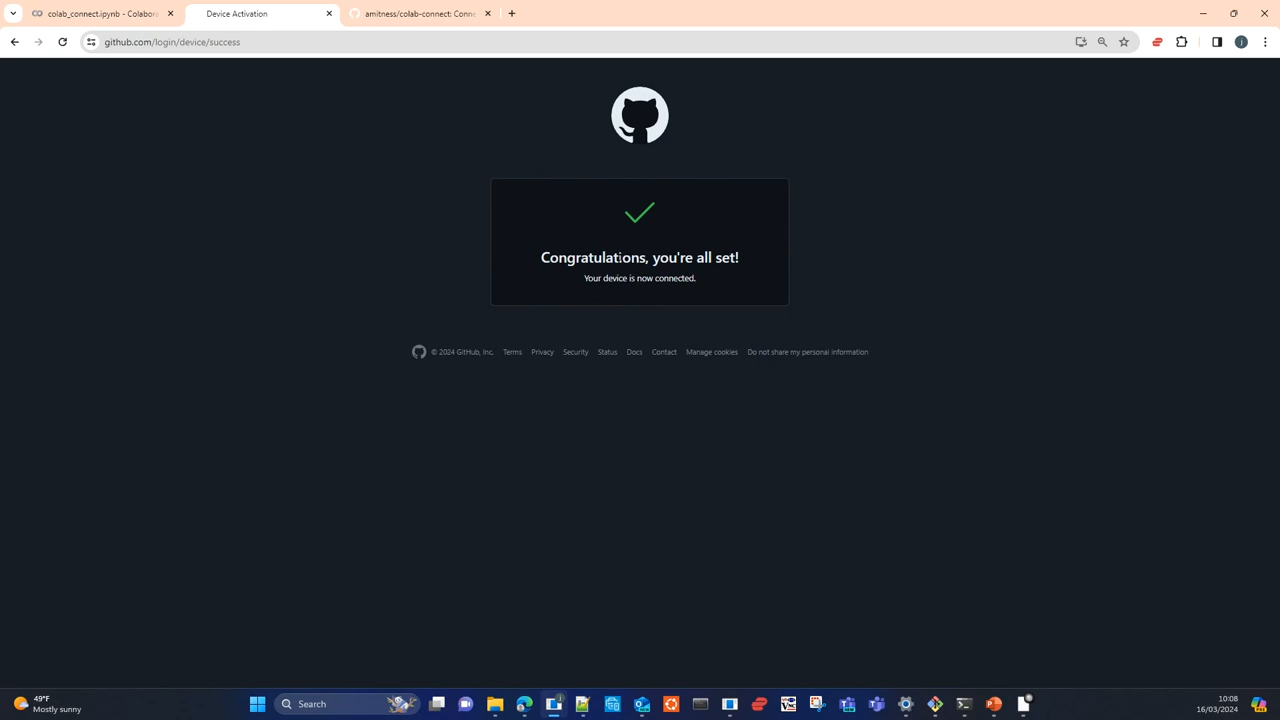 colab_connect.ipynb - Colabora
Device Activation
amitness/colab-connect: Conne
github.com/login/device/success
Congratulations, you're all set!
Your device is now connected.
© 2024 GitHub, Inc. Terms Privacy Security Status Docs Contact Manage cookies Do not share my personal information
49°F
Mostly sunny
Search
10:08
16/03/2024